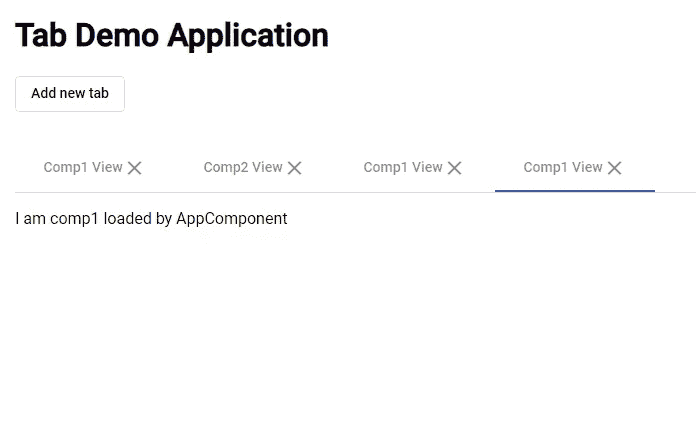 Tab Demo Application
Add new tab
Comp1 View Comp2 View Comp1 View Comp1 View
I am comp1 loaded by AppComponent